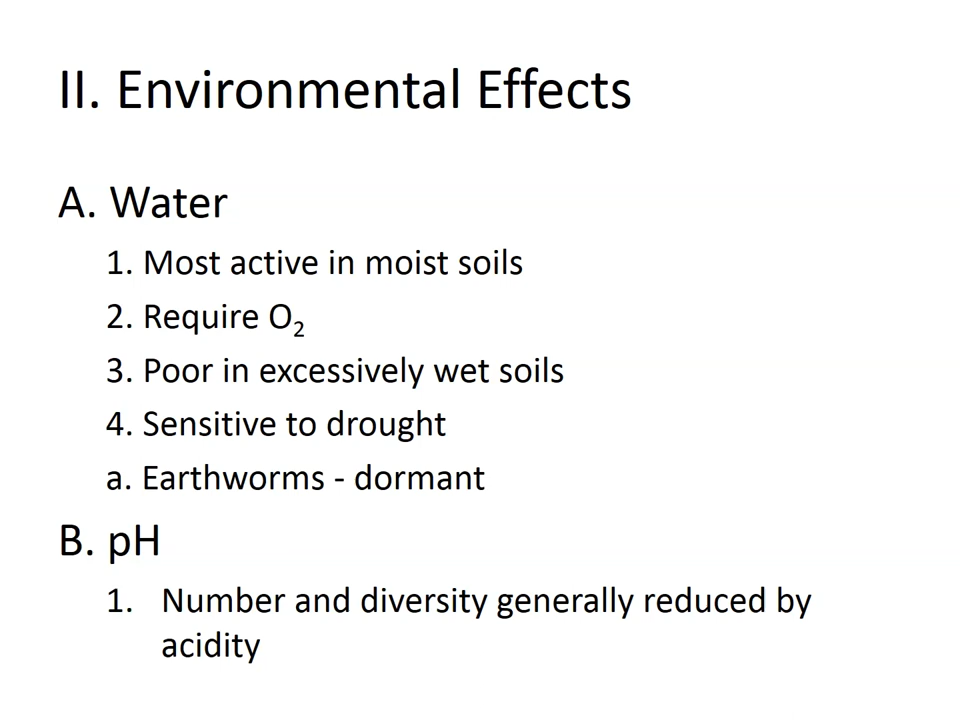 II. Environmental Effects
A. Water
1. Most active in moist soils
2. Require O₂
3. Poor in excessively wet soils
4. Sensitive to drought
a. Earthworms - dormant
B. pH
1. Number and diversity generally reduced by
acidity